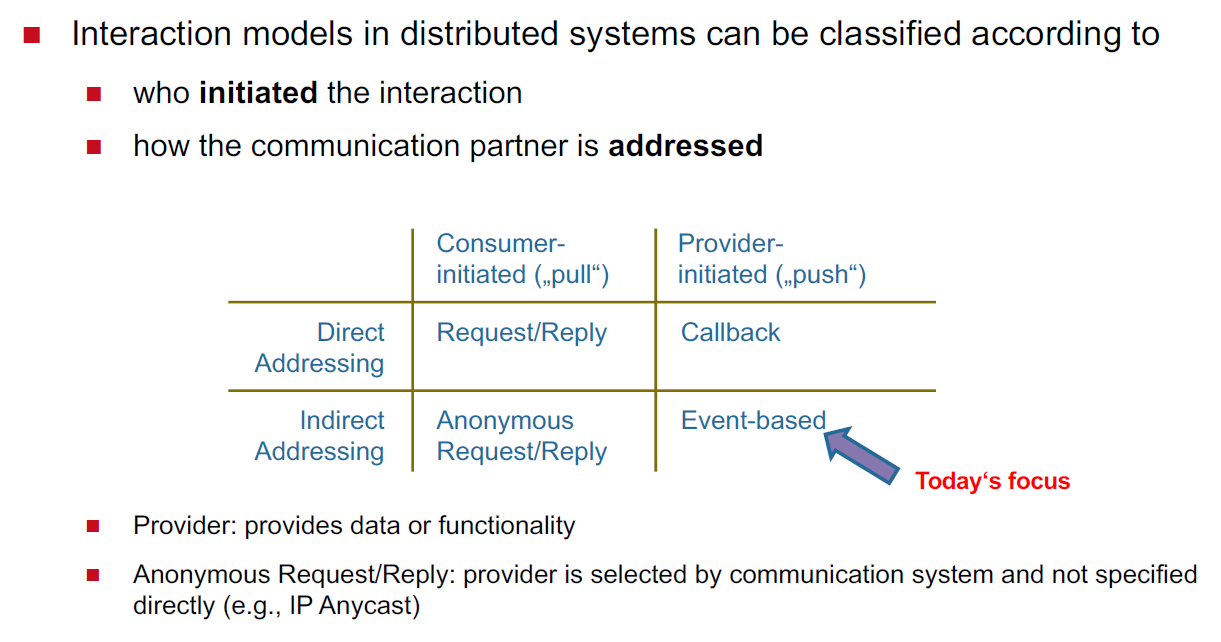 Interaction models in distributed systems can be classified according to
who initiated the interaction
how the communication partner is addressed
Consumer-
initiated („pull“)
Provider-
initiated („push“)
Direct
Addressing
Request/Reply
Callback
Indirect
Addressing
Anonymous
Request/Reply
Event-based
Today‘s focus
Provider: provides data or functionality
Anonymous Request/Reply: provider is selected by communication system and not specified
directly (e.g., IP Anycast)